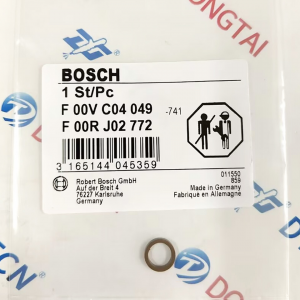 DONGTAI
BOSCH
1 St/Pc
F 00V C04 049
F 00R J02 772
-741
3 165144 045359
Robert Bosch GmbH
Auf der Breit 4
76227 Karlsruhe
Germany
011550
859
Made in Germany
Fabriqué en Allemagne